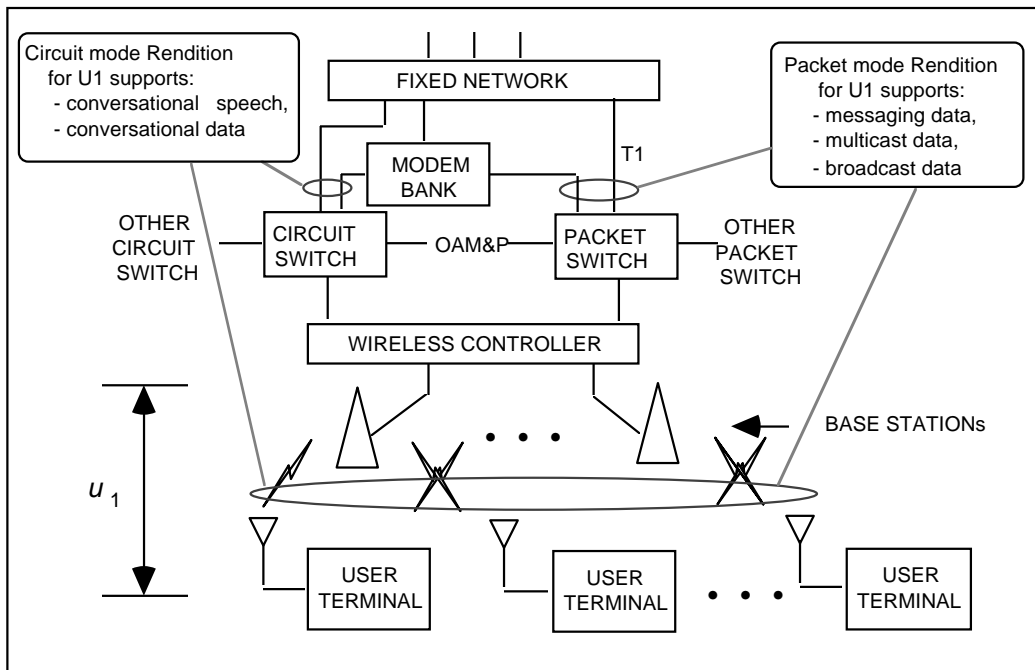 Circuit mode Rendition
for U1 supports:
- conversational speech,
- conversational data
Packet mode Rendition
for U1 supports:
- messaging data,
- multicast data,
- broadcast data
FIXED NETWORK
T1
MODEM
BANK
OTHER
CIRCUIT
SWITCH
CIRCUIT
SWITCH
OAM&P
PACKET
SWITCH
OTHER
PACKET
SWITCH
WIRELESS CONTROLLER
BASE STATIONs
u 1
USER
TERMINAL
USER
TERMINAL
USER
TERMINAL